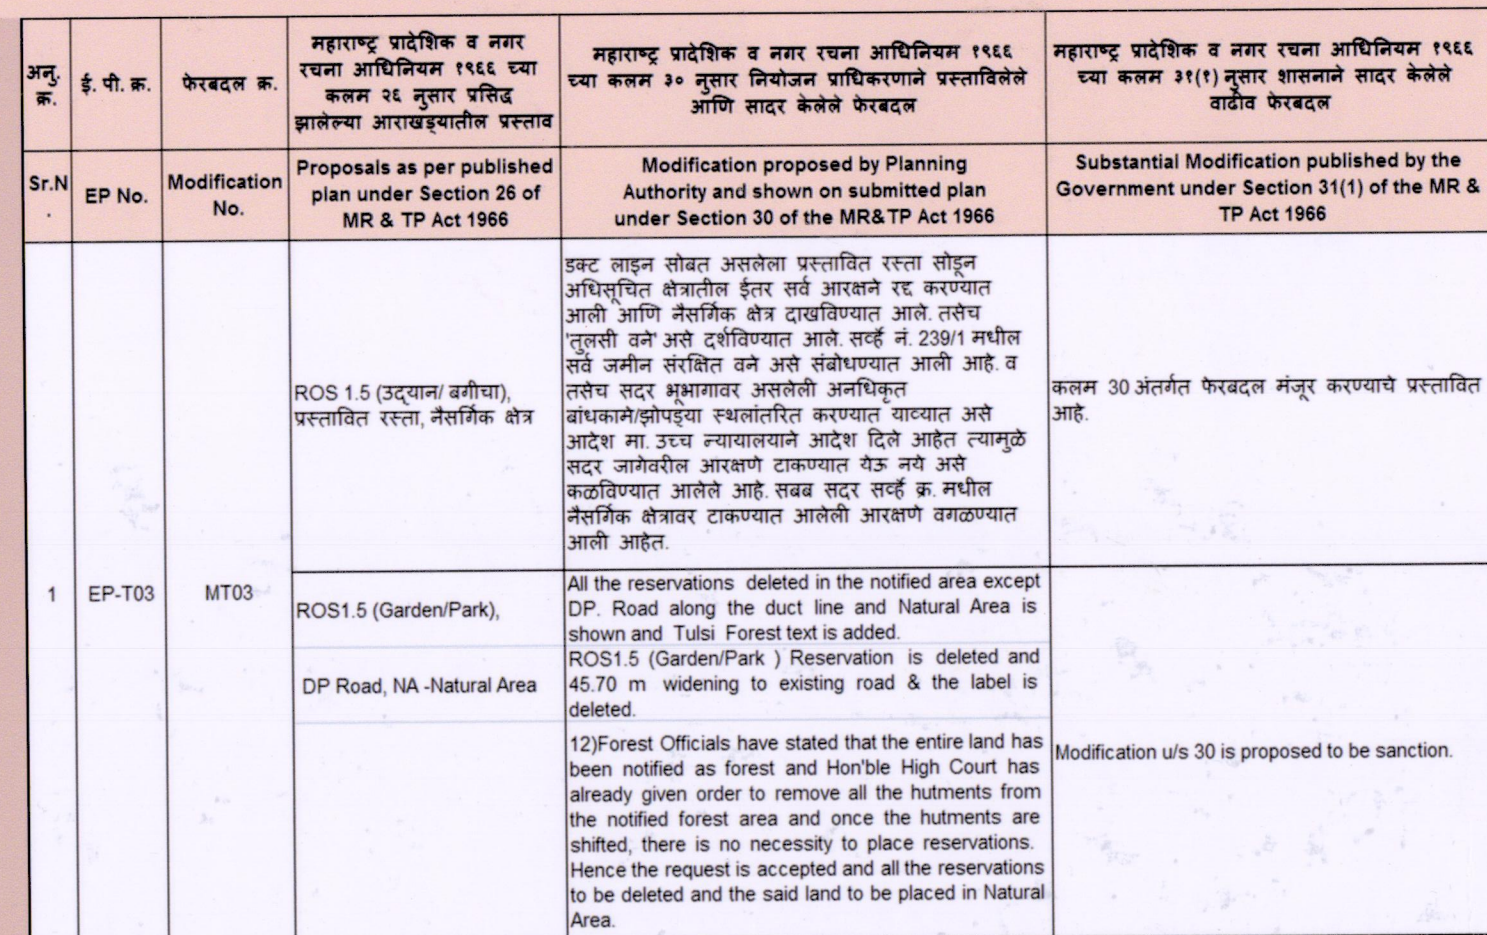 अनु.
क्र.
ई. पी. क्र.
फेरबदल क्र.
महाराष्ट्र प्रादेशिक व नगर
रचना आधिनियम १९६६ च्या
कलम २६ नुसार प्रसिद्ध
झालेल्या आराखड्यातील प्रस्ताव
महाराष्ट्र प्रादेशिक व नगर रचना आधिनियम १९६६
च्या कलम ३० नुसार नियोजन प्राधिकरणाने प्रस्ताविलेले
आणि सादर केलेले फेरबदल
महाराष्ट्र प्रादेशिक व नगर रचना आधिनियम १९६६
च्या कलम ३१(१) नुसार शासनाने सादर केलेले
वाढीव फेरबदल
Sr.N
.
EP No.
Modification
No.
Proposals as per published
plan under Section 26 of
MR & TP Act 1966
Modification proposed by Planning
Authority and shown on submitted plan
under Section 30 of the MR&TP Act 1966
Substantial Modification published by the
Government under Section 31(1) of the MR &
TP Act 1966
1
EP-T03
MT03
ROS 1.5 (उद्यान/ बगीचा),
प्रस्तावित रस्ता, नैसर्गिक क्षेत्र
डक्ट लाइन सोबत असलेला प्रस्तावित रस्ता सोडून
अधिसूचित क्षेत्रातील ईतर सर्व आरक्षने रद्द करण्यात
आली आणि नैसर्गिक क्षेत्र दाखविण्यात आले. तसेच
'तुलसी वने' असे दर्शविण्यात आले. सर्व्हे नं. 239/1 मधील
सर्व जमीन संरक्षित वने असे संबोधण्यात आली आहे. व
तसेच सदर भूभागावर असलेली अनधिकृत
बांधकामे/झोपड्या स्थलांतरित करण्यात याव्यात असे
आदेश मा. उच्च न्यायालयाने आदेश दिले आहेत त्यामुळे
सदर जागेवरील आरक्षणे टाकण्यात येऊ नये असे
कळविण्यात आलेले आहे. सबब सदर सर्व्हे क्र. मधील
नैसर्गिक क्षेत्रावर टाकण्यात आलेली आरक्षणे वगळण्यात
आली आहेत.
कलम 30 अंतर्गत फेरबदल मंजूर करण्याचे प्रस्तावित
आहे.
ROS1.5 (Garden/Park),
All the reservations deleted in the notified area except
DP. Road along the duct line and Natural Area is
shown and Tulsi Forest text is added.
DP Road, NA -Natural Area
ROS1.5 (Garden/Park ) Reservation is deleted and
45.70 m widening to existing road & the label is
deleted.
12)Forest Officials have stated that the entire land has
been notified as forest and Hon'ble High Court has
already given order to remove all the hutments from
the notified forest area and once the hutments are
shifted, there is no necessity to place reservations.
Hence the request is accepted and all the reservations
to be deleted and the said land to be placed in Natural
Area.
Modification u/s 30 is proposed to be sanction.